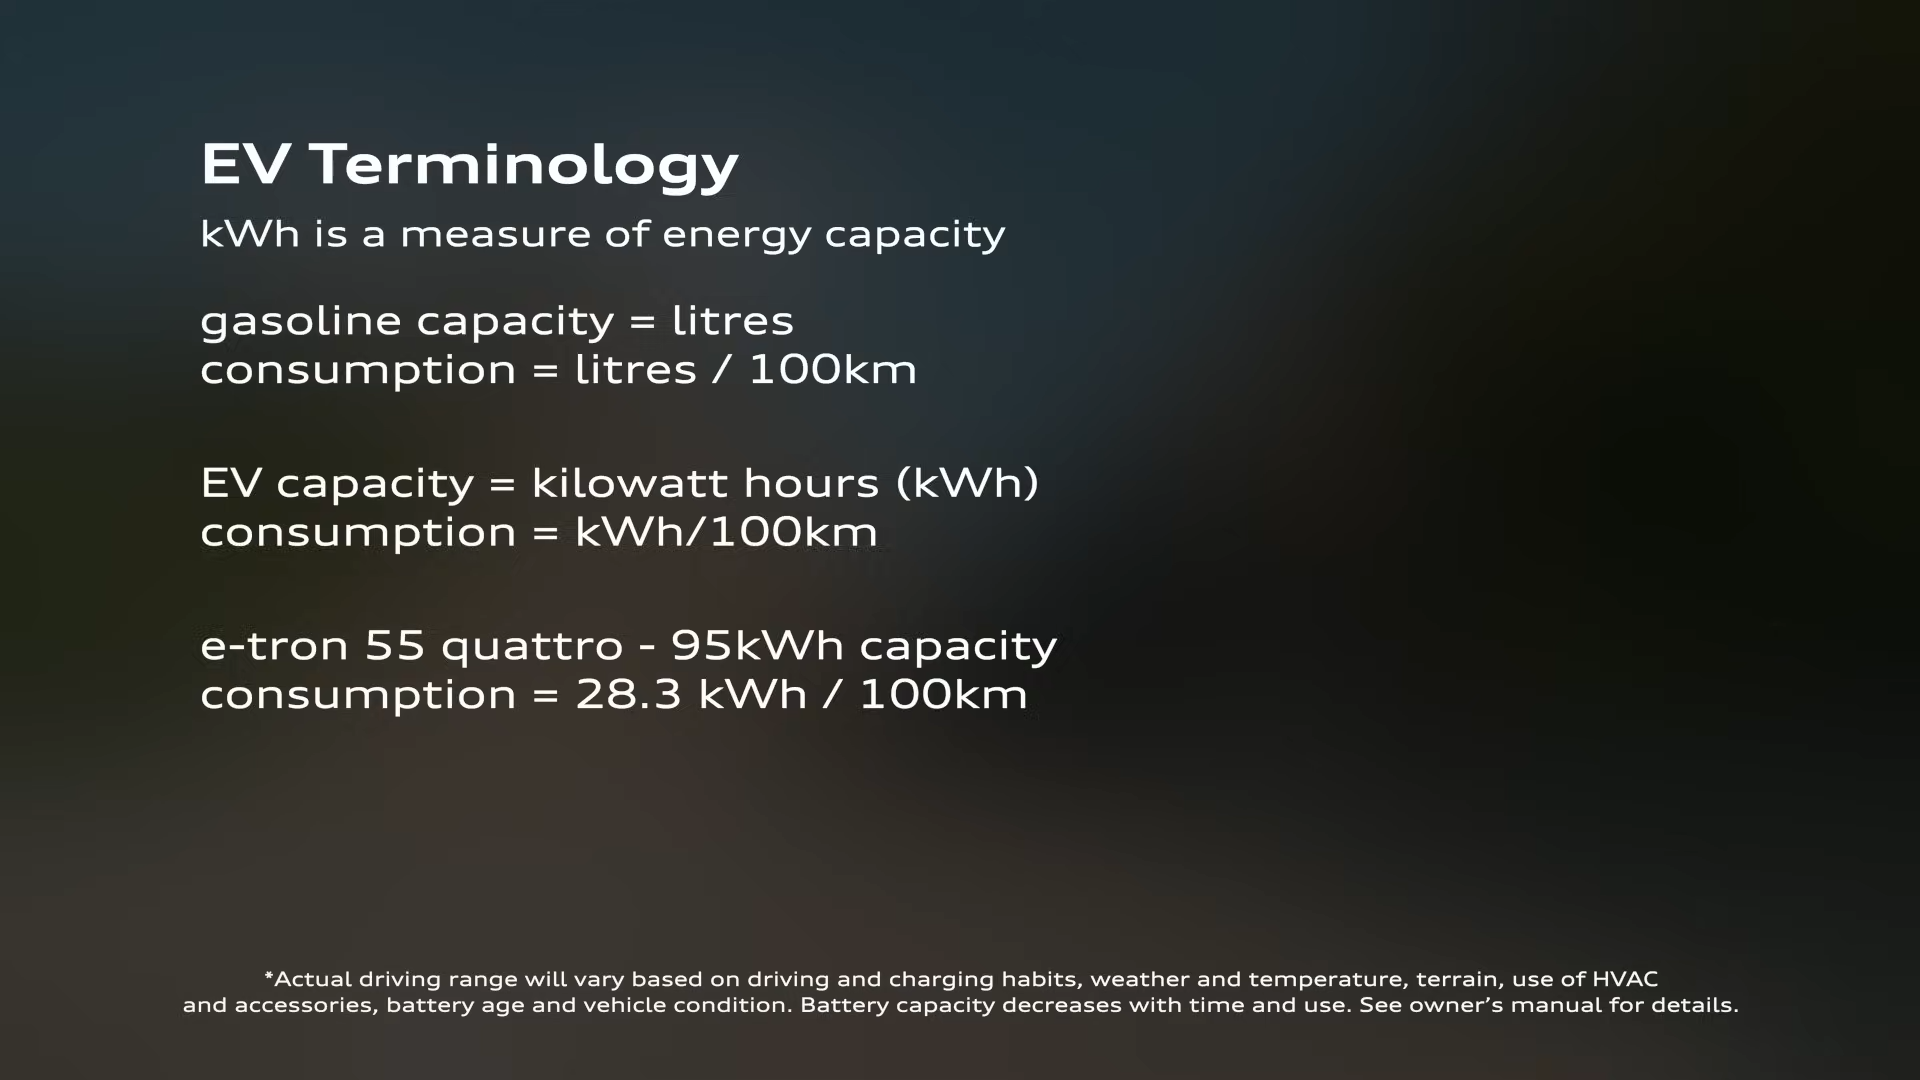 EV Terminology
kWh is a measure of energy capacity
gasoline capacity = litres
consumption = litres / 100km
EV capacity = kilowatt hours (kWh)
consumption = kWh/100km
e-tron 55 quattro - 95kWh capacity
consumption = 28.3 kWh / 100km
*Actual driving range will vary based on driving and charging habits, weather and temperature, terrain, use of HVAC
and accessories, battery age and vehicle condition. Battery capacity decreases with time and use. See owner’s manual for details.